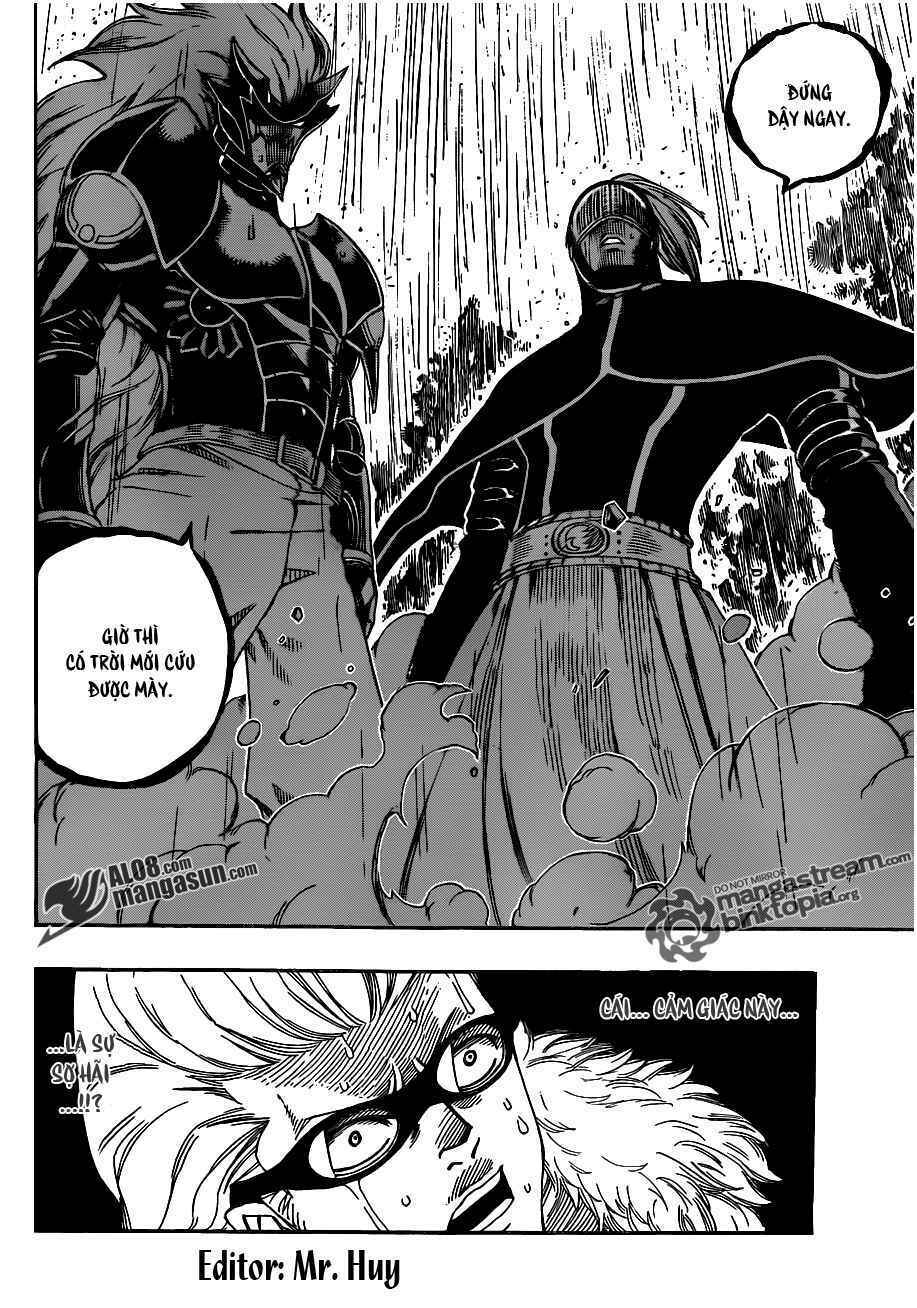 ĐỨNG
DẬY NGAY.
GIỜ THÌ
CÓ TRỜI MỚI CỨU
ĐƯỢC MÀY.
AL08.com
mangasun.com
DO NOT MIRROR
mangastream.com
binktopia.org
CÁI... CẢM GIÁC NÀY...
...LÀ SỰ
SỢ HÃI
...!!?
Editor: Mr. Huy